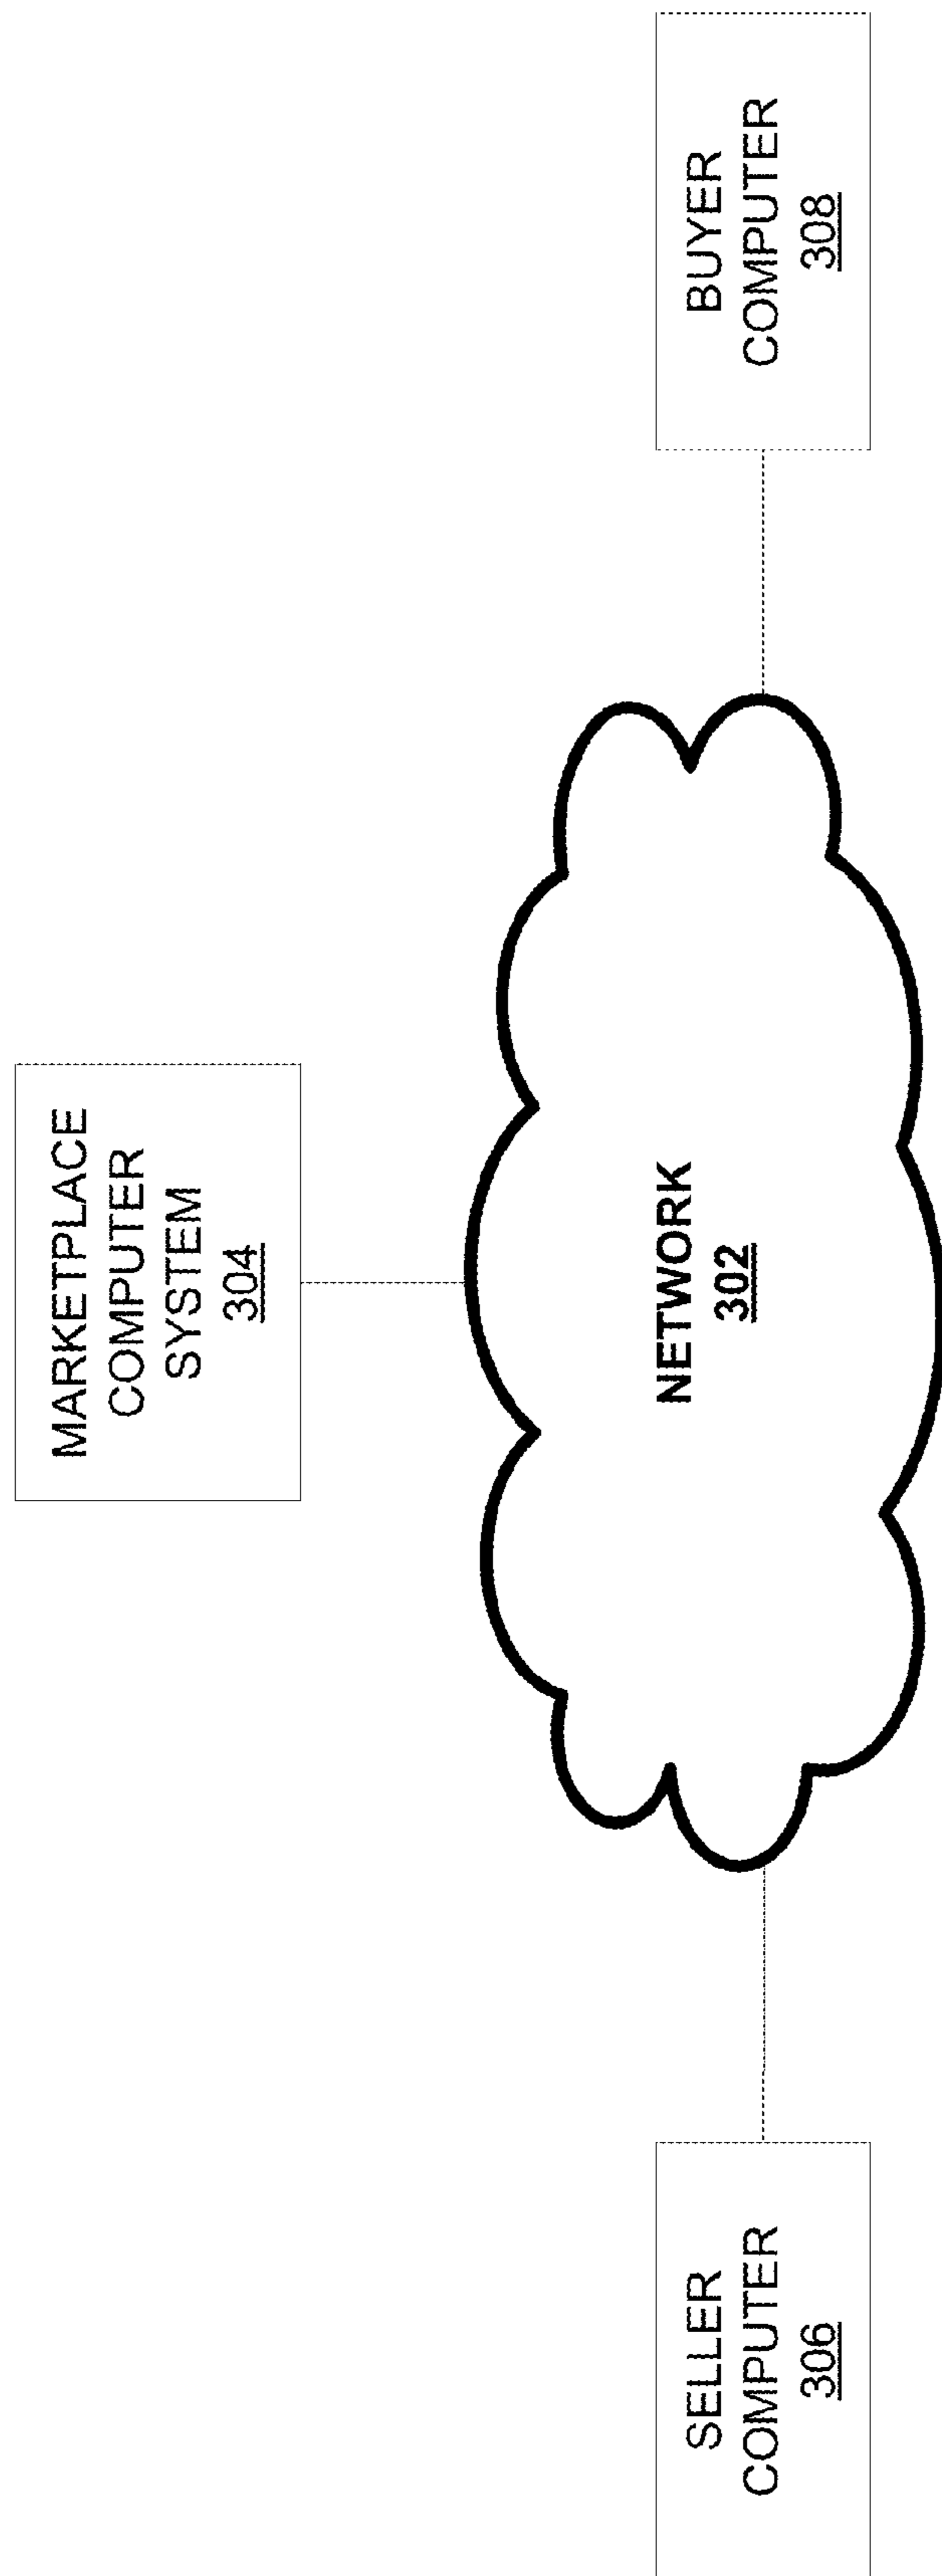 MARKETPLACE
COMPUTER
SYSTEM
304
NETWORK
302
SELLER
COMPUTER
306
BUYER
COMPUTER
308